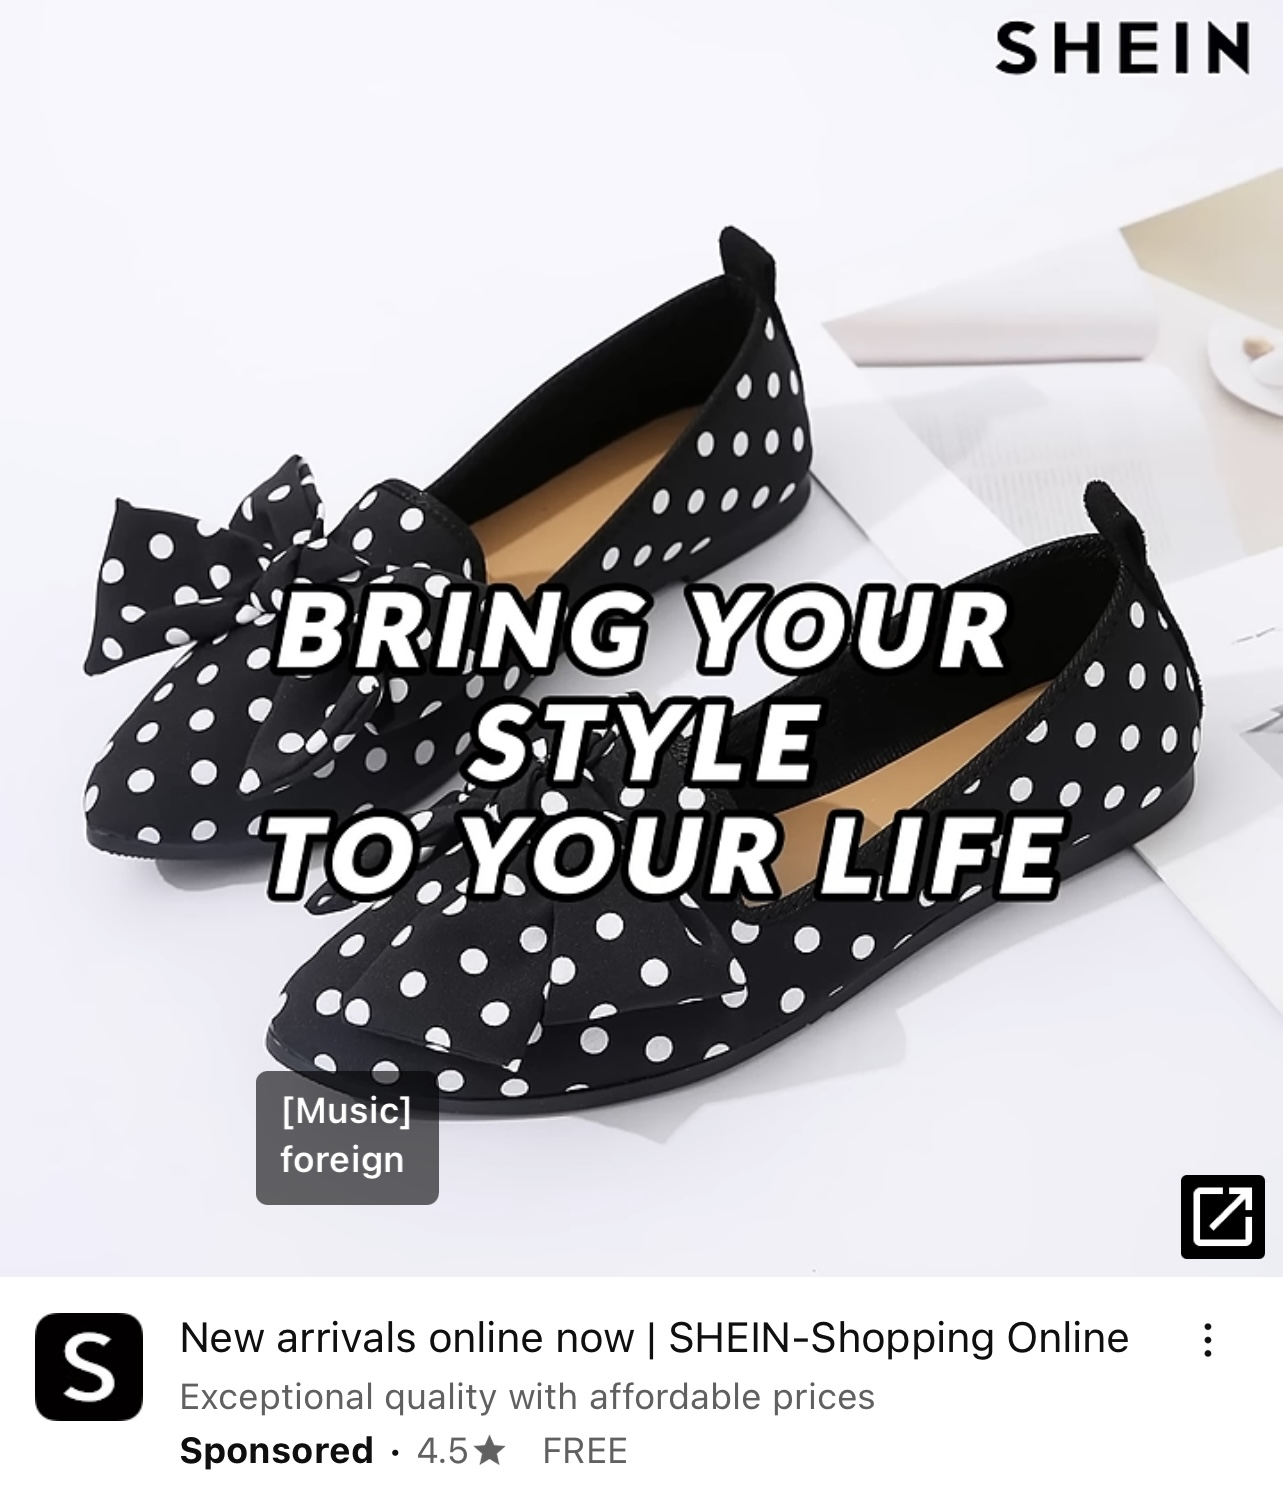 SHEIN
BRING YOUR
STYLE
TO YOUR LIFE
[Music]
foreign
S
New arrivals online now | SHEIN-Shopping Online
Exceptional quality with affordable prices
Sponsored · 4.5★ FREE